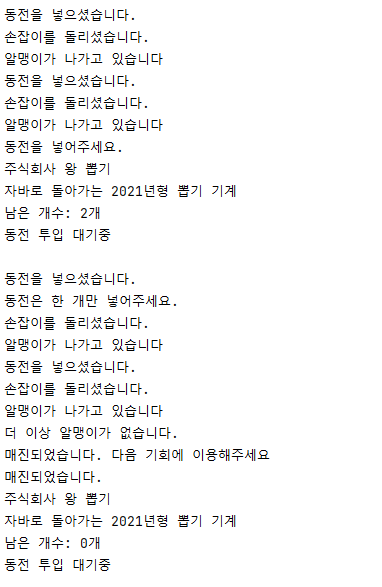 동전을 넣으셨습니다.
손잡이를 돌리셨습니다.
알맹이가 나가고 있습니다
동전을 넣으셨습니다.
손잡이를 돌리셨습니다.
알맹이가 나가고 있습니다
동전을 넣어주세요.
주식회사 왕 뽑기
자바로 돌아가는 2021년형 뽑기 기계
남은 개수: 2개
동전 투입 대기중
동전을 넣으셨습니다.
동전은 한 개만 넣어주세요.
손잡이를 돌리셨습니다.
알맹이가 나가고 있습니다
동전을 넣으셨습니다.
손잡이를 돌리셨습니다.
알맹이가 나가고 있습니다
더 이상 알맹이가 없습니다.
매진되었습니다. 다음 기회에 이용해주세요
매진되었습니다.
주식회사 왕 뽑기
자바로 돌아가는 2021년형 뽑기 기계
남은 개수: 0개
동전 투입 대기중